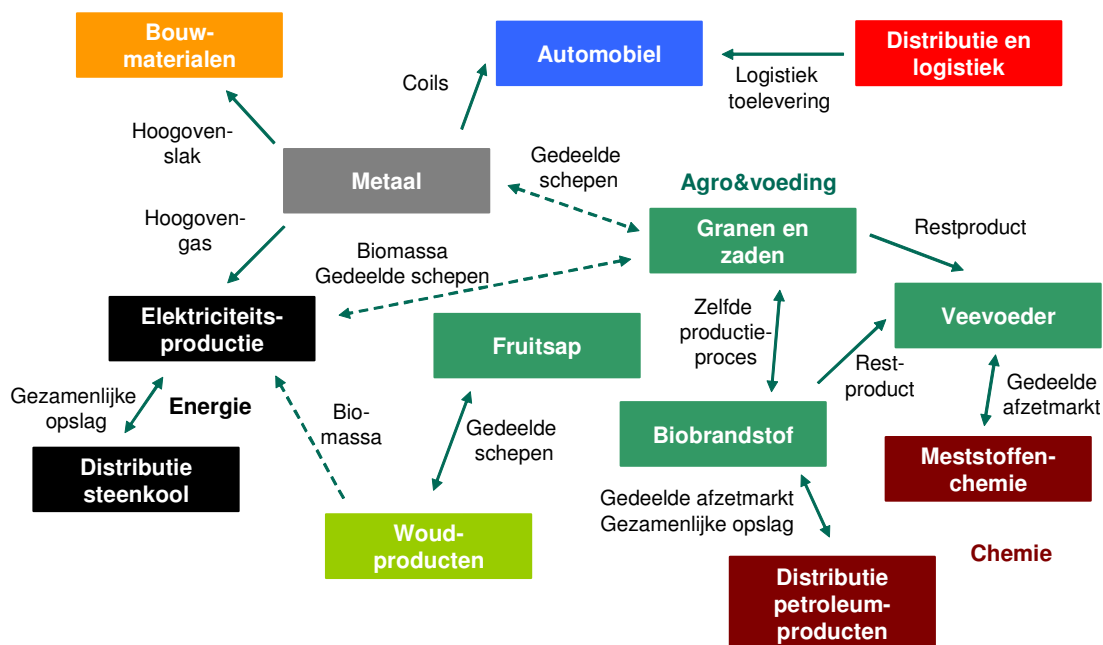 Bouw-
materialen
Automobiel
Distributie en
logistiek
Coils
Logistiek
toelevering
Hoogoven-
slak
Metaal
Gedeelde
schepen
Agro&voeding
Granen en
zaden
Restproduct
Hoogoven-
gas
Biomassa
Gedeelde schepen
Elektriciteits-
productie
Fruitsap
Zelfde
productie-
proces
Veevoeder
Rest-
product
Gezamenlijke
opslag
Energie
Bio-
massa
Gedeelde
schepen
Biobrandstof
Gedeelde
afzetmarkt
Distributie
steenkool
Meststoffen-
chemie
Gedeelde afzetmarkt
Gezamenlijke opslag
Woud-
producten
Chemie
Distributie
petroleum-
producten